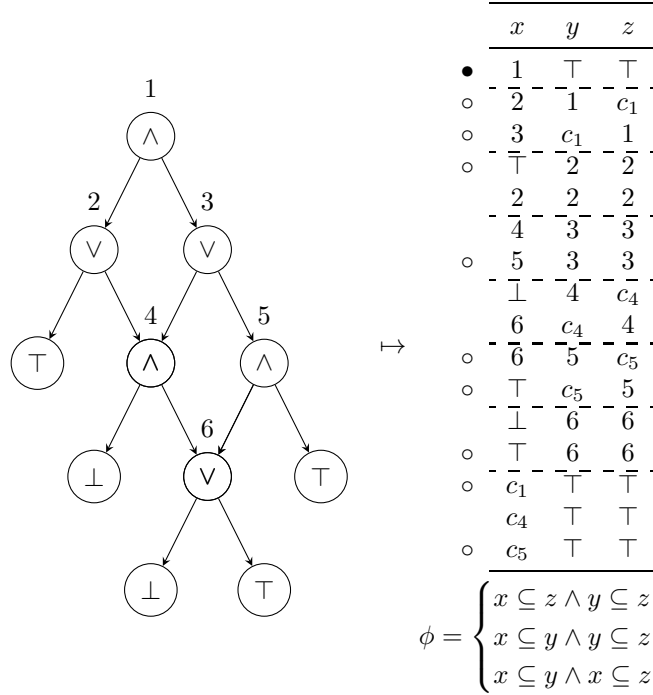 1
∧
2 3
∨ ∨
4 5
⊤ ∧ ∧
6
⊥ ∨ ⊤
⊥ ⊤
↦
x y z
• 1 ⊤ ⊤
○ 2 1 c₁
○ 3 c₁ 1
○ ⊤ 2 2
2 2 2
4 3 3
○ 5 3 3
⊥ 4 c₄
6 c₄ 4
○ 6 5 c₅
○ ⊤ c₅ 5
⊥ 6 6
○ ⊤ 6 6
○ c₁ ⊤ ⊤
c₄ ⊤ ⊤
○ c₅ ⊤ ⊤
x ⊆ z ∧ y ⊆ z
ϕ = { x ⊆ y ∧ y ⊆ z
x ⊆ y ∧ x ⊆ z